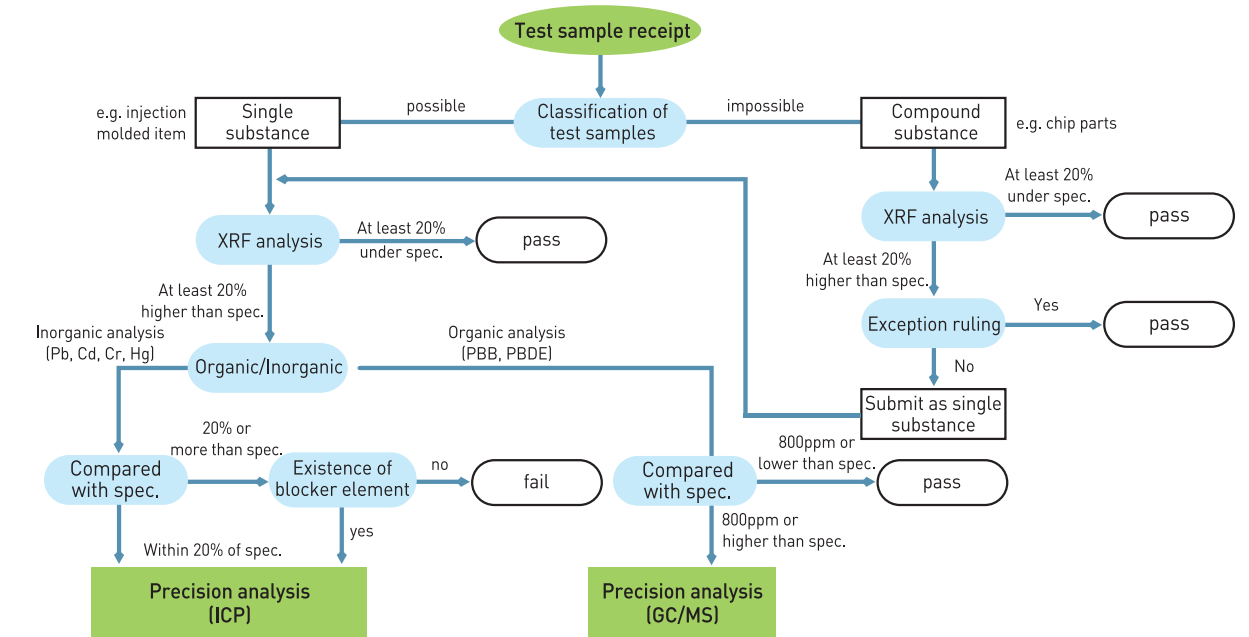 Test sample receipt
Classification of
test samples
possible
impossible
e.g. injection
molded item
Single
substance
Compound
substance
e.g. chip parts
XRF analysis
At least 20%
under spec.
pass
XRF analysis
At least 20%
under spec.
pass
At least 20%
higher than spec.
At least 20%
higher than spec.
Exception ruling
Yes
pass
No
Submit as single
substance
Inorganic analysis
(Pb, Cd, Cr, Hg)
Organic/Inorganic
Organic analysis
(PBB, PBDE)
Compared
with spec.
20% or
more than spec.
Existence of
blocker element
no
fail
Compared
with spec.
800ppm or
lower than spec.
pass
Within 20% of spec.
yes
800ppm or
higher than spec.
Precision analysis
(ICP)
Precision analysis
(GC/MS)